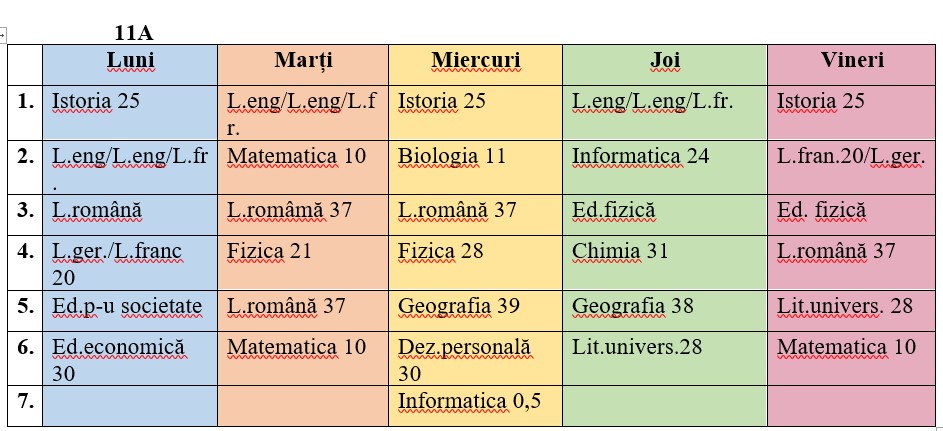 11A
Luni Marți Miercuri Joi Vineri
1. Istoria 25 L.eng/L.eng/L.f Istoria 25 L.eng/L.eng/L.fr. Istoria 25
r.
2. L.eng/L.eng/L.fr Matematica 10 Biologia 11 Informatica 24 L.fran.20/L.ger.
.
3. L.română L.romămă 37 L.română 37 Ed.fizică Ed. fizică
4. L.ger./L.franc Fizica 21 Fizica 28 Chimia 31 L.română 37
20
5. Ed.p-u societate L.română 37 Geografia 39 Geografia 38 Lit.univers. 28
6. Ed.economică Matematica 10 Dez.personală Lit.univers.28 Matematica 10
30 30
7. Informatica 0,5